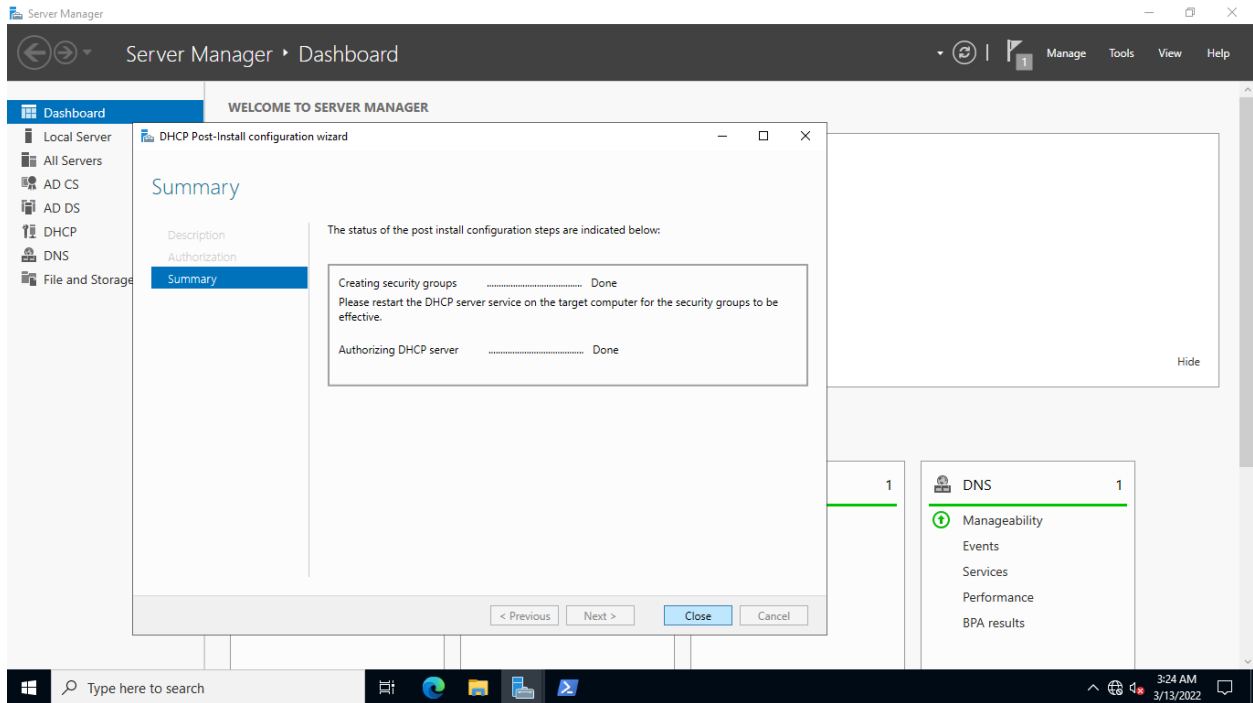 Server Manager
Server Manager ‣ Dashboard
1
Manage Tools View Help
Dashboard
Local Server
All Servers
AD CS
AD DS
DHCP
DNS
File and Storage
WELCOME TO SERVER MANAGER
DHCP Post-Install configuration wizard
Summary
Description
Authorization
Summary
The status of the post install configuration steps are indicated below:
Creating security groups ..................................... Done
Please restart the DHCP server service on the target computer for the security groups to be
effective.
Authorizing DHCP server ..................................... Done
< Previous Next > Close Cancel
Hide
1
DNS 1
Manageability
Events
Services
Performance
BPA results
Type here to search
3:24 AM
3/13/2022